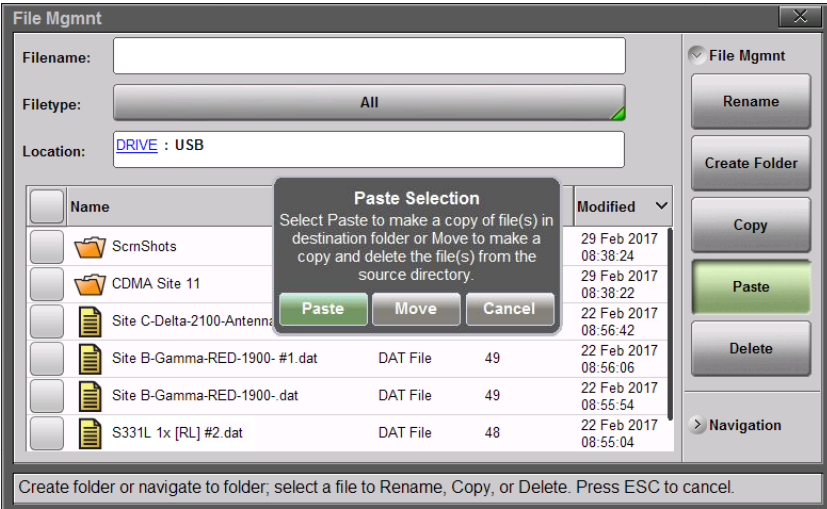 File Mgmnt
Filename:
File Mgmnt
Filetype:
All
Rename
Location:
DRIVE : USB
Create Folder
Name
Modified
Paste Selection
Select Paste to make a copy of file(s) in
destination folder or Move to make a
copy and delete the file(s) from the
source directory.
Paste
Move
Cancel
Copy
ScrnShots
29 Feb 2017
08:38:24
CDMA Site 11
29 Feb 2017
08:38:22
Paste
Site C-Delta-2100-Antenna
22 Feb 2017
08:56:42
Site B-Gamma-RED-1900- #1.dat
DAT File
49
22 Feb 2017
08:56:06
Delete
Site B-Gamma-RED-1900-.dat
DAT File
49
22 Feb 2017
08:55:54
S331L 1x [RL] #2.dat
DAT File
48
22 Feb 2017
08:55:04
Navigation
Create folder or navigate to folder; select a file to Rename, Copy, or Delete. Press ESC to cancel.